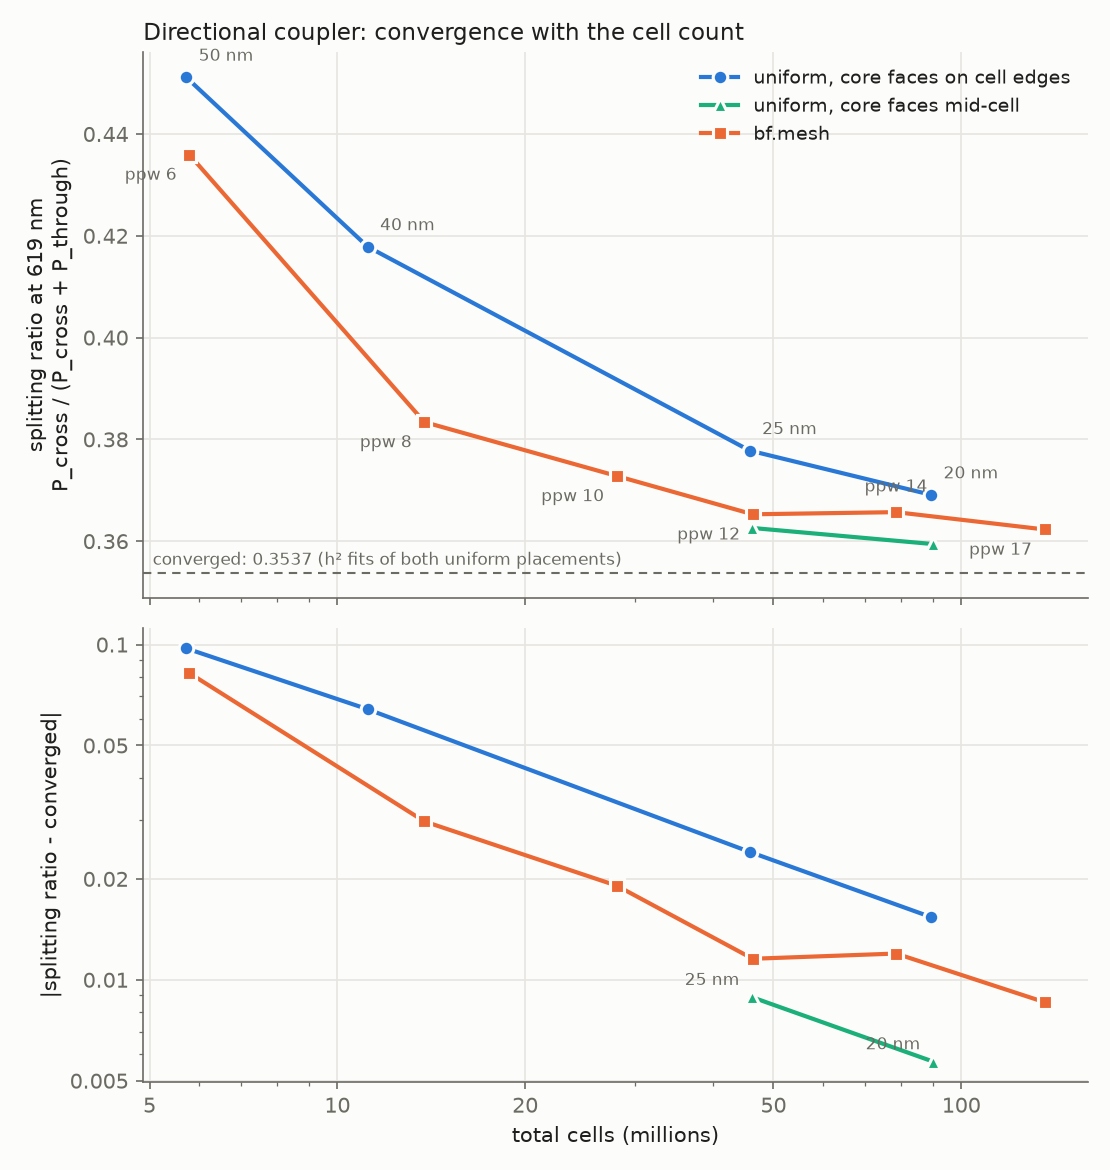 Directional coupler: convergence with the cell count
50 nm
uniform, core faces on cell edges
uniform, core faces mid-cell
bf.mesh
0.44
ppw 6
40 nm
0.42
splitting ratio at 619 nm
P_cross / (P_cross + P_through)
0.40
0.38
25 nm
ppw 8
20 nm
ppw 14
ppw 10
ppw 12
0.36
ppw 17
converged: 0.3537 (h² fits of both uniform placements)
0.1
0.05
|splitting ratio - converged|
0.02
0.01
25 nm
20 nm
0.005
5
10
20
50
100
total cells (millions)